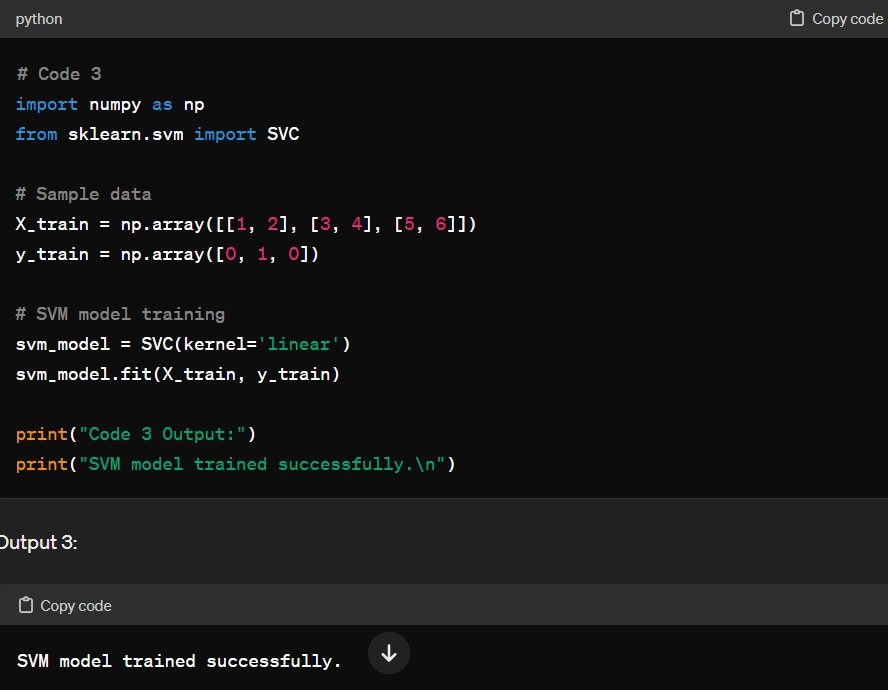 python
Copy code
# Code 3
import numpy as np
from sklearn.svm import SVC
# Sample data
X_train = np.array([[1, 2], [3, 4], [5, 6]])
y_train = np.array([0, 1, 0])
# SVM model training
svm_model = SVC(kernel='linear')
svm_model.fit(X_train, y_train)
print("Code 3 Output:")
print("SVM model trained successfully.\n")
Output 3:
Copy code
SVM model trained successfully.